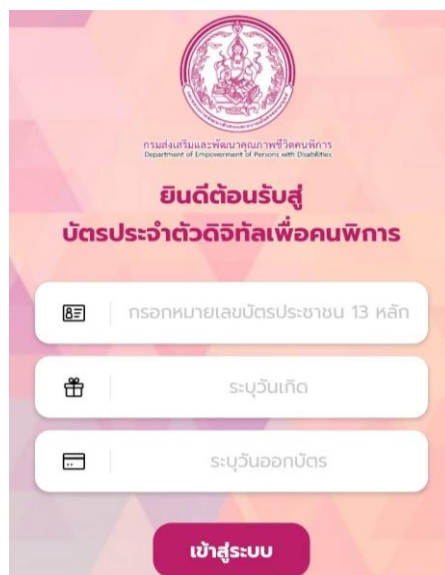 กรมส่งเสริมและพัฒนาคุณภาพชีวิตคนพิการ
Department of Empowerment of Persons with Disabilities
ยินดีต้อนรับสู่
บัตรประจำตัวดิจิทัลเพื่อคนพิการ
กรอกหมายเลขบัตรประชาชน 13 หลัก
ระบุวันเกิด
ระบุวันออกบัตร
เข้าสู่ระบบ